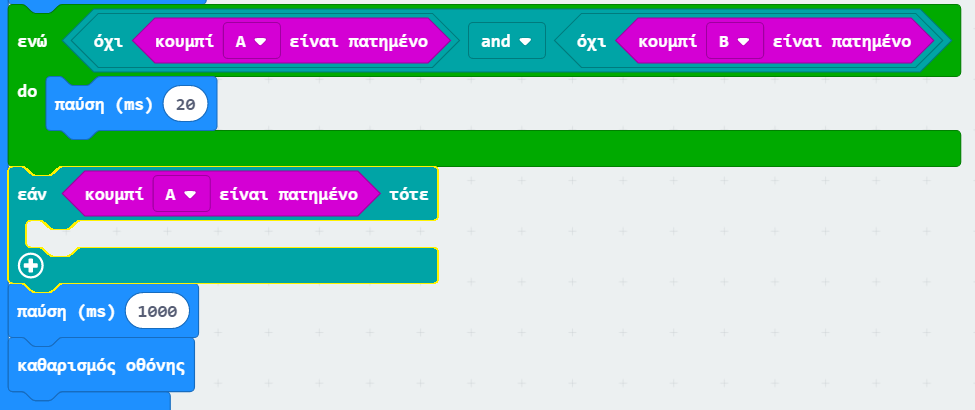 ενώ όχι κουμπί A είναι πατημένο and όχι κουμπί B είναι πατημένο
do παύση (ms) 20
εάν κουμπί A είναι πατημένο τότε
παύση (ms) 1000
καθαρισμός οθόνης